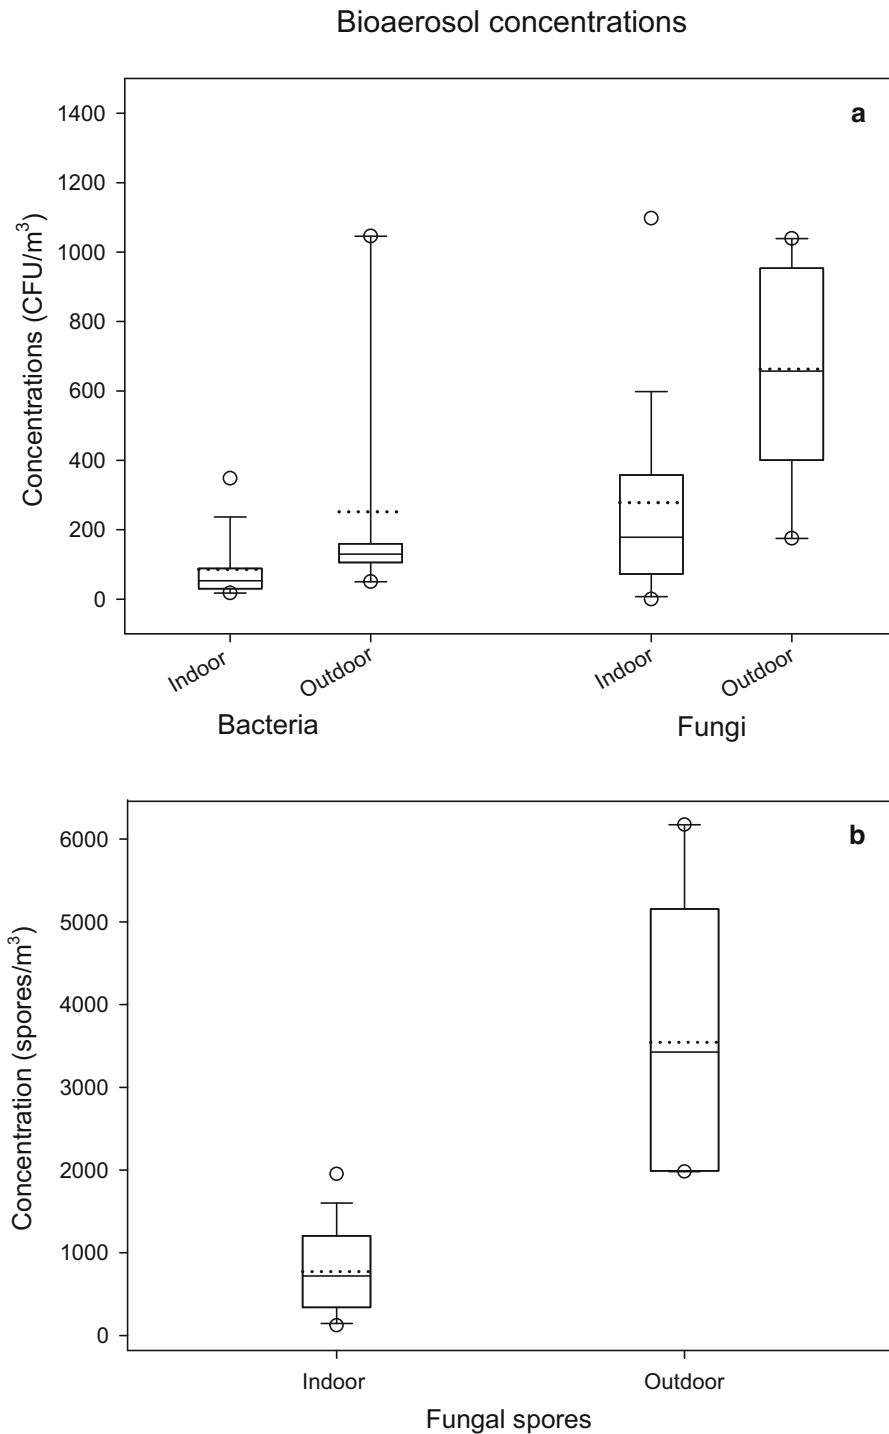 Bioaerosol concentrations
a
Concentrations (CFU/m³)
1400
1200
1000
800
600
400
200
0
Indoor
Outdoor
Indoor
Outdoor
Bacteria
Fungi
b
Concentration (spores/m³)
6000
5000
4000
3000
2000
1000
0
Indoor
Outdoor
Fungal spores